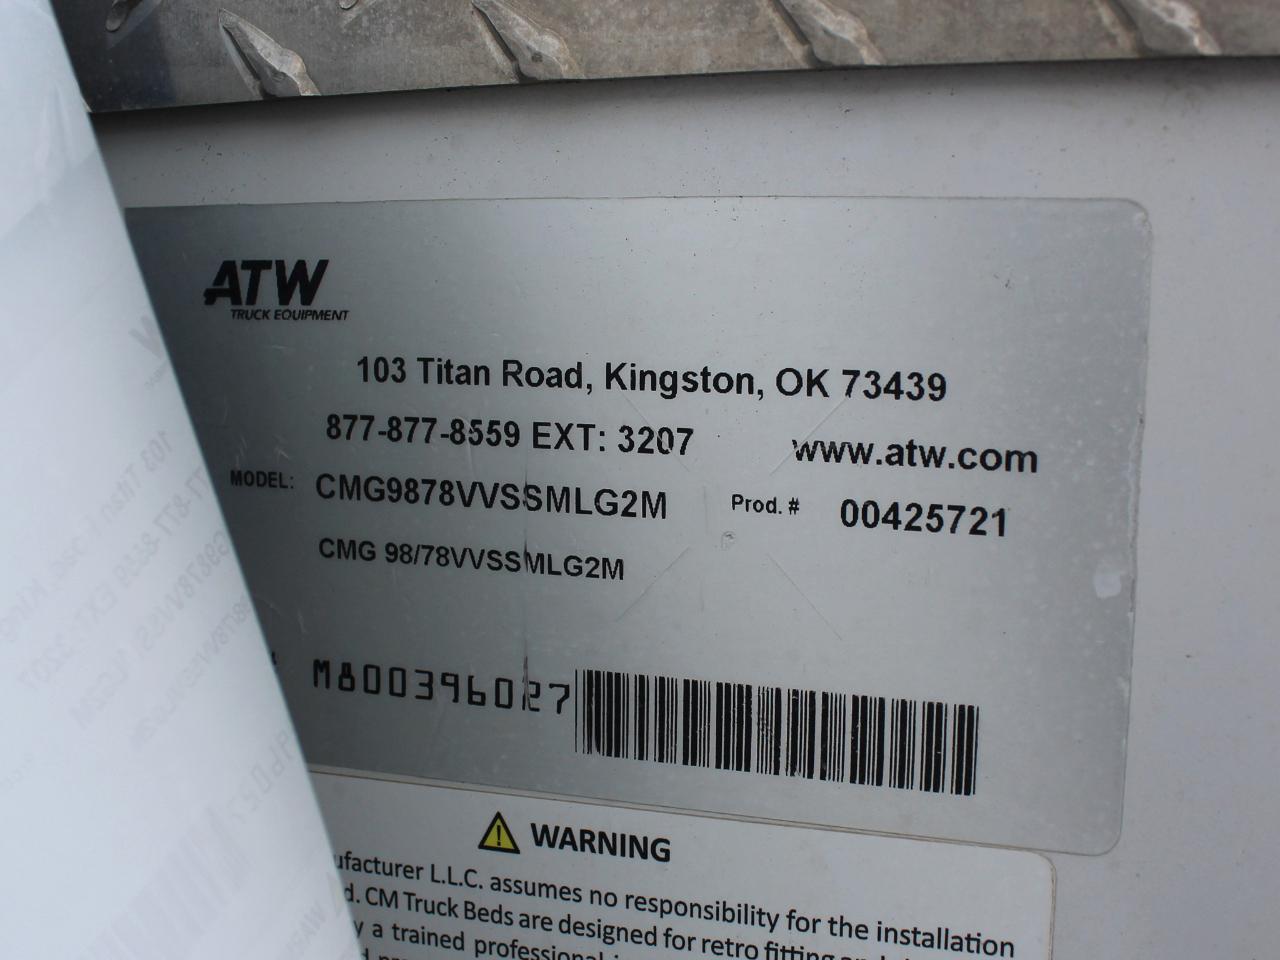 ATW
TRUCK EQUIPMENT
103 Titan Road, Kingston, OK 73439
877-877-8559 EXT: 3207 www.atw.com
MODEL: CMG9878VVSSMLG2M Prod. # 00425721
CMG 98/78VVSSMLG2M
M800396027
WARNING
ufacturer L.L.C. assumes no responsibility for the installation
d. CM Truck Beds are designed for retro fitting
y a trained professional